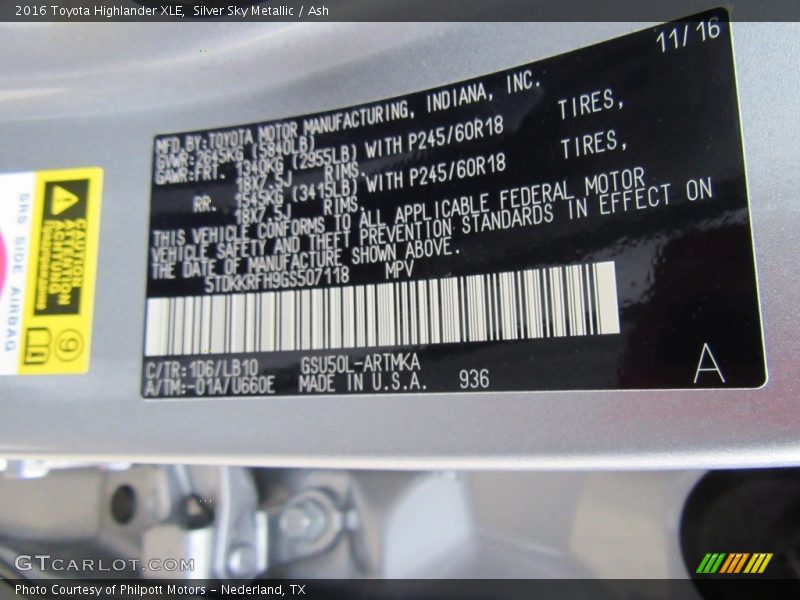 2016 Toyota Highlander XLE, Silver Sky Metallic / Ash
11/16
MFD.BY:TOYOTA MOTOR MANUFACTURING, INDIANA, INC.
GVWR:2645KG (5840LB)
GAWR:FRT. 1340KG (2955LB) WITH P245/60R18 TIRES,
18X7.5J RIMS.
RR. 1545KG (3415LB) WITH P245/60R18 TIRES,
18X7.5J RIMS.
THIS VEHICLE CONFORMS TO ALL APPLICABLE FEDERAL MOTOR
VEHICLE SAFETY AND THEFT PREVENTION STANDARDS IN EFFECT ON
THE DATE OF MANUFACTURE SHOWN ABOVE.
5TDKKRFH9GS507118 MPV
C/TR:1D6/LB10 GSU50L-ARTMKA
A/TM:-01A/U660E MADE IN U.S.A. 936
A
SRS SIDE AIRBAG
CAUTION
ATTENTION
GTCARLOT.COM
Photo Courtesy of Philpott Motors – Nederland, TX